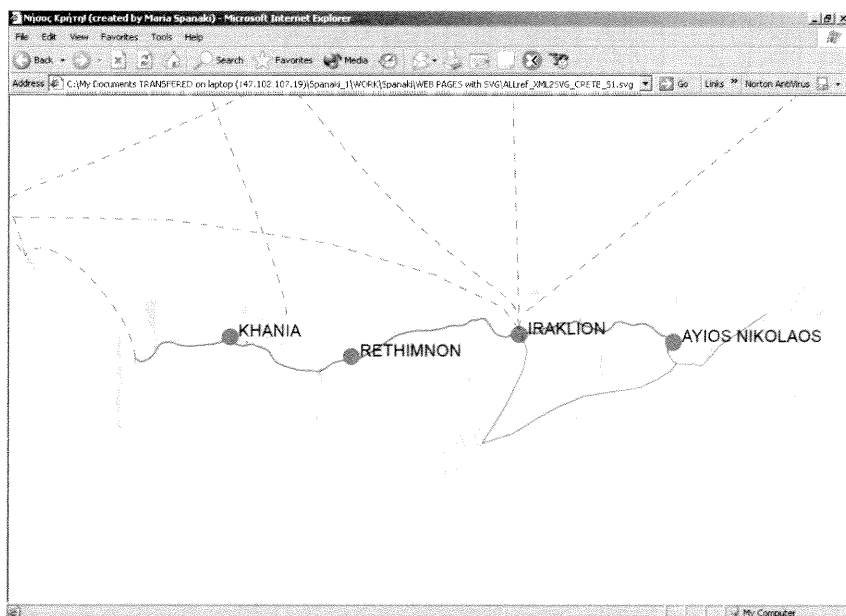 Νήσος Κρήτη! (created by Maria Spanaki) - Microsoft Internet Explorer
File Edit View Favorites Tools Help
Back Search Favorites Media
Address C:\My Documents TRANSFERED on laptop (147.102.107.19)\Spanaki_1\WORK\Spanaki\WEB PAGES with SVG\ALLref_XML2SVG_CRETE_S1.svg Go Links » Norton AntiVirus
KHANIA
IRAKLION
RETHIMNON
AYIOS NIKOLAOS
My Computer